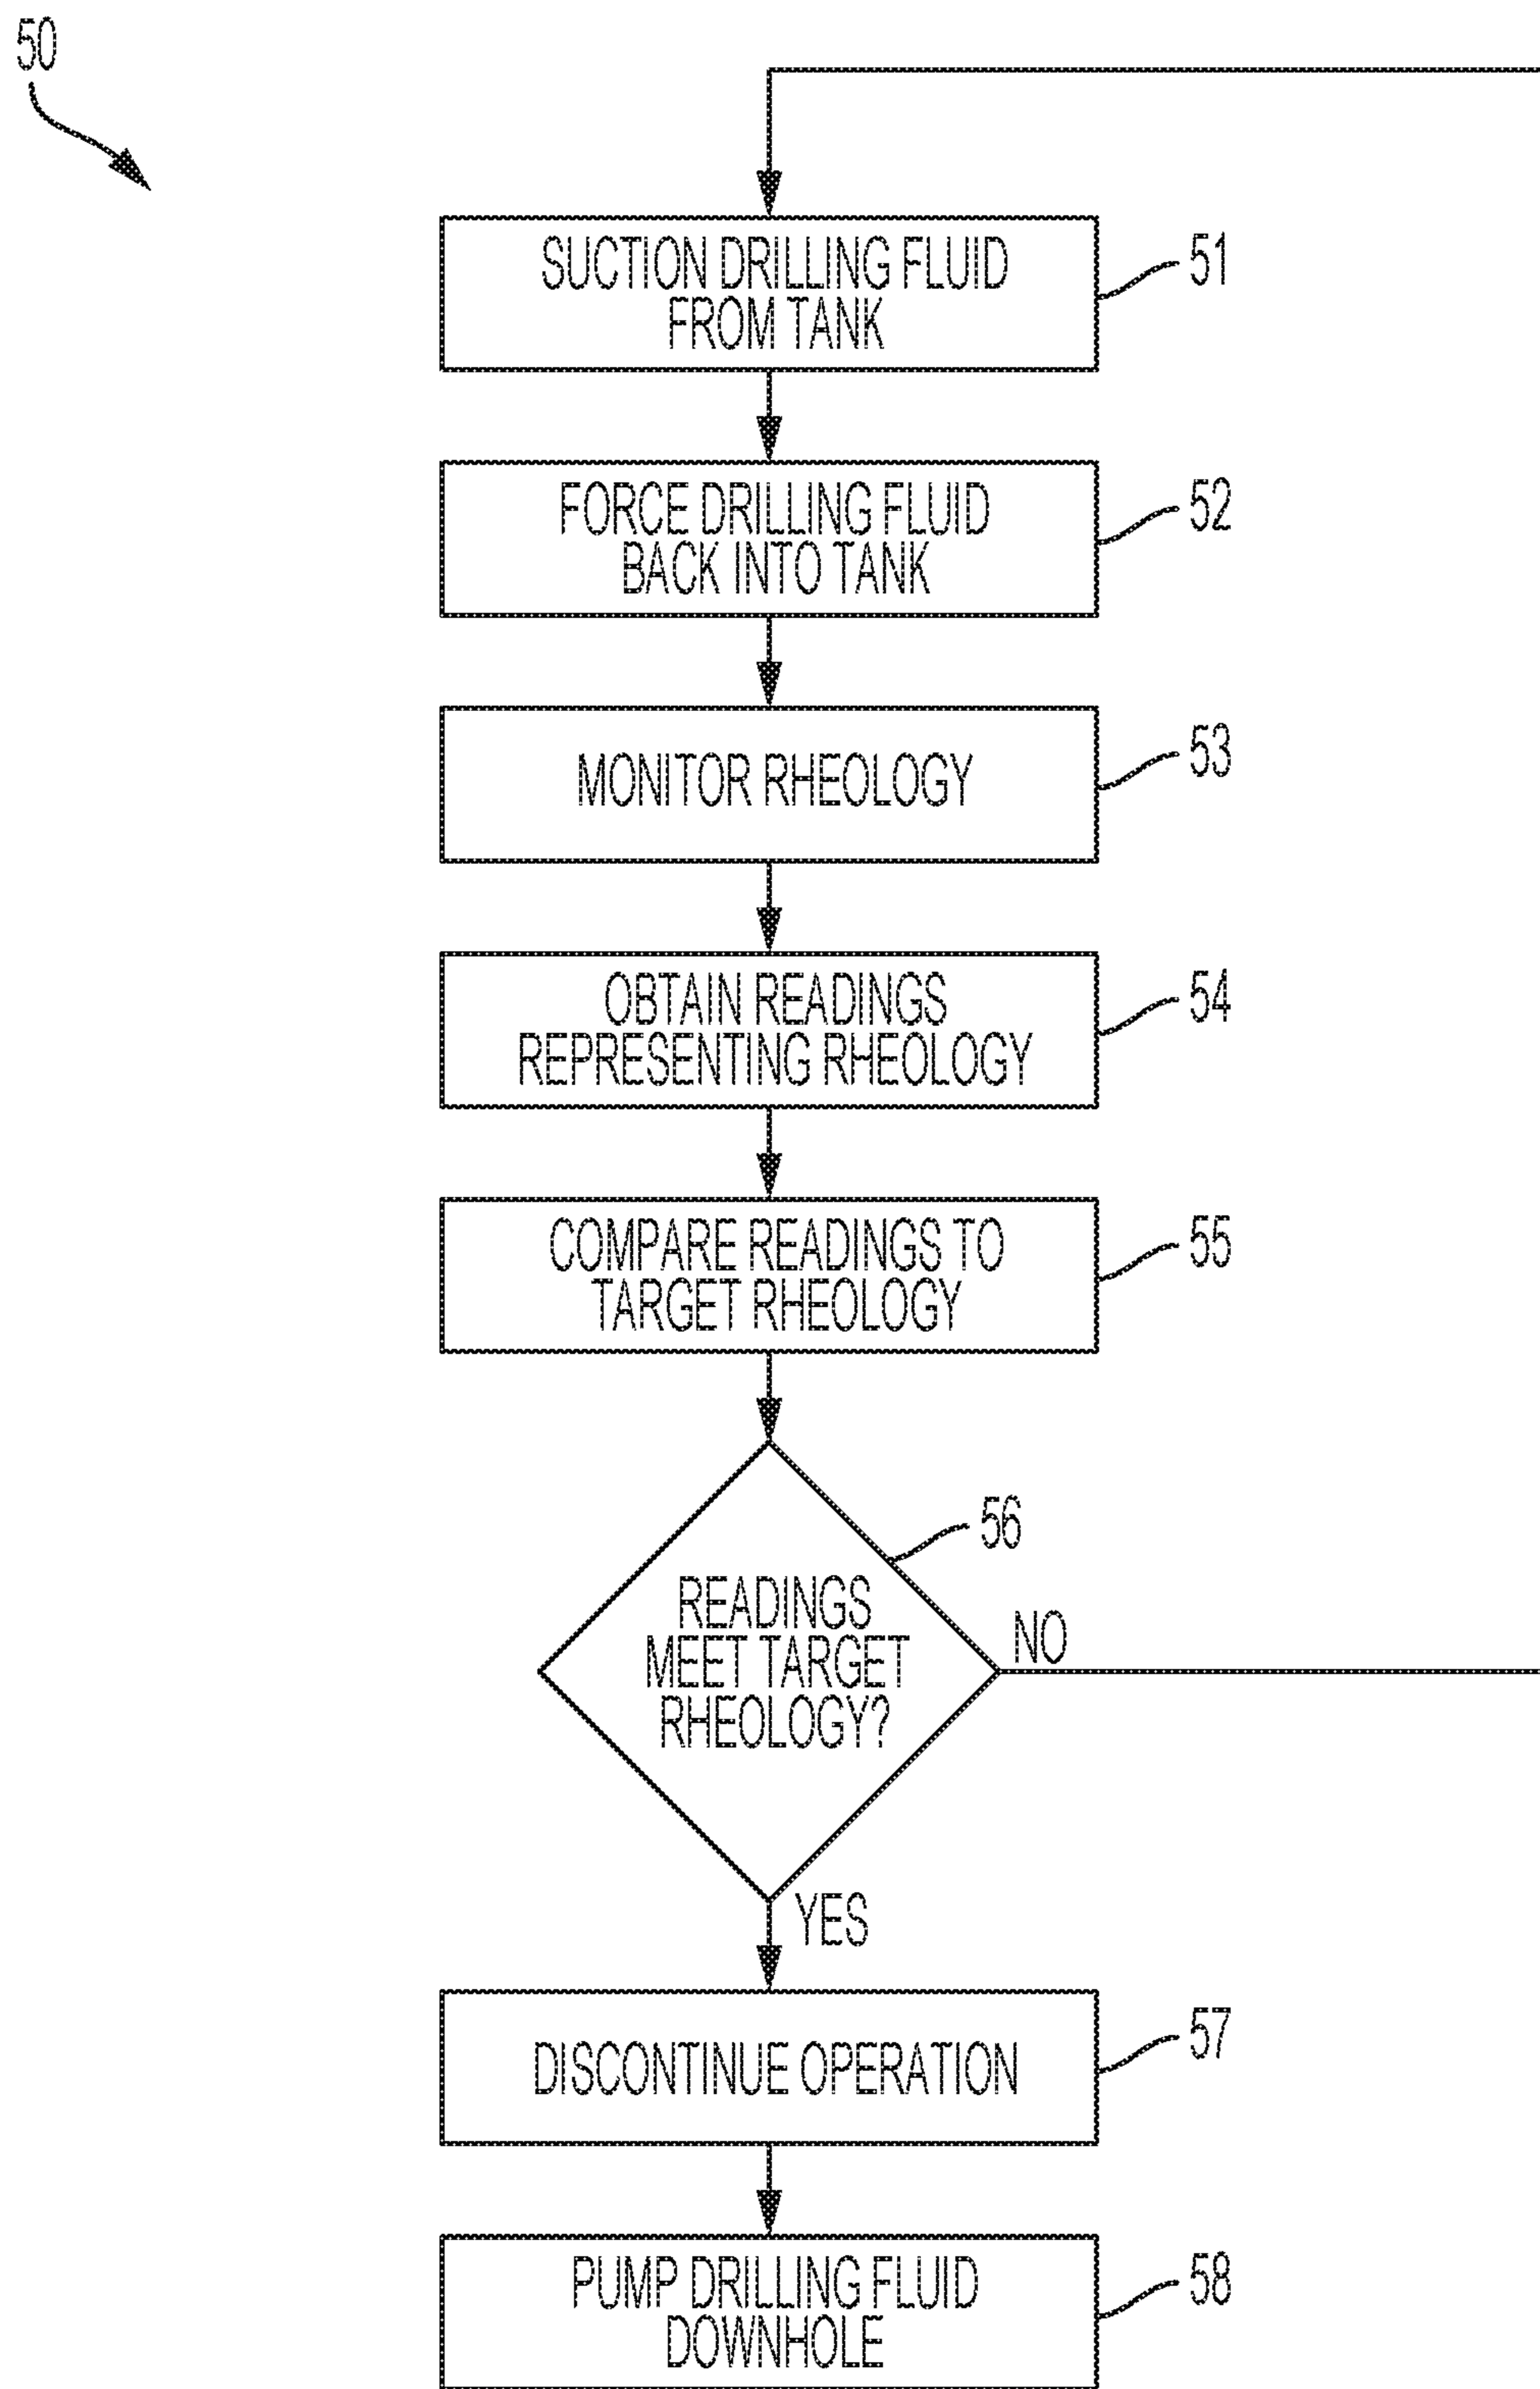 50
SUCTION DRILLING FLUID
FROM TANK
51
FORCE DRILLING FLUID
BACK INTO TANK
52
MONITOR RHEOLOGY
53
OBTAIN READINGS
REPRESENTING RHEOLOGY
54
COMPARE READINGS TO
TARGET RHEOLOGY
55
56
READINGS
MEET TARGET
RHEOLOGY?
NO
YES
DISCONTINUE OPERATION
57
PUMP DRILLING FLUID
DOWNHOLE
58